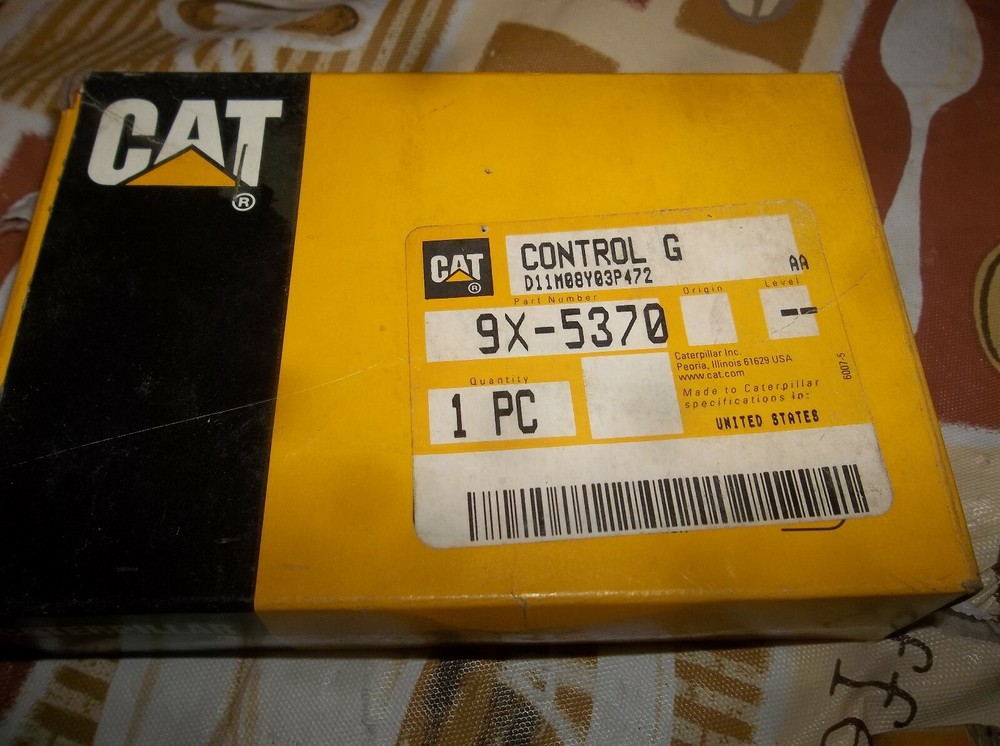 CAT
®
CAT
®
CONTROL G
D11M08Y03P472
AA
Part Number
Origin
Level
9X-5370
--
Quantity
1 PC
Caterpillar Inc.
Peoria, Illinois 61629 USA
www.cat.com
Made to Caterpillar
specifications in:
UNITED STATES
6007-5